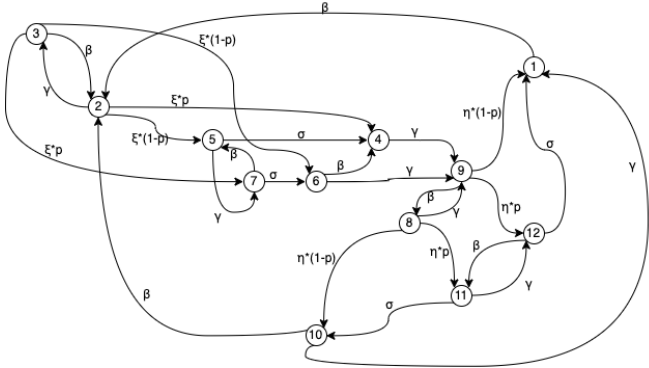 β
3
ξ*(1-p)
β
1
γ
2
ξ*p
η*(1-p)
ξ*(1-p)
5
σ
4
γ
σ
γ
ξ*p
β
β
γ
9
7
σ
6
β
η*p
γ
8
γ
12
η*(1-p)
η*p
β
β
11
γ
σ
10